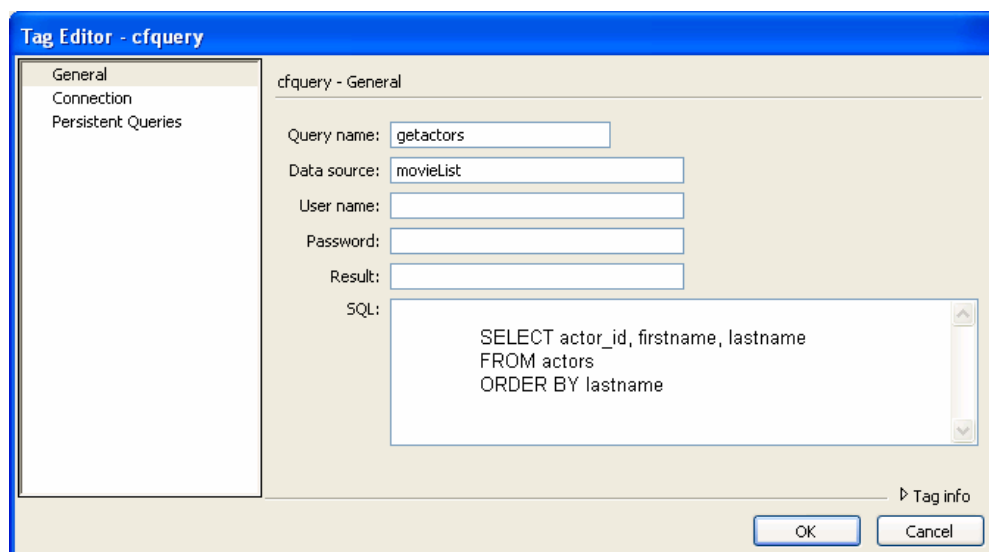 Tag Editor - cfquery
General
Connection
Persistent Queries
cfquery - General
Query name: getactors
Data source: movieList
User name:
Password:
Result:
SQL:
SELECT actor_id, firstname, lastname
FROM actors
ORDER BY lastname
Tag info
OK
Cancel